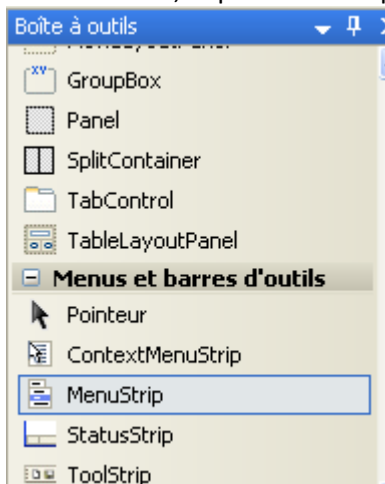 Boîte à outils
GroupBox
Panel
SplitContainer
TabControl
TableLayoutPanel
Menus et barres d'outils
Pointeur
ContextMenuStrip
MenuStrip
StatusStrip
ToolStrip